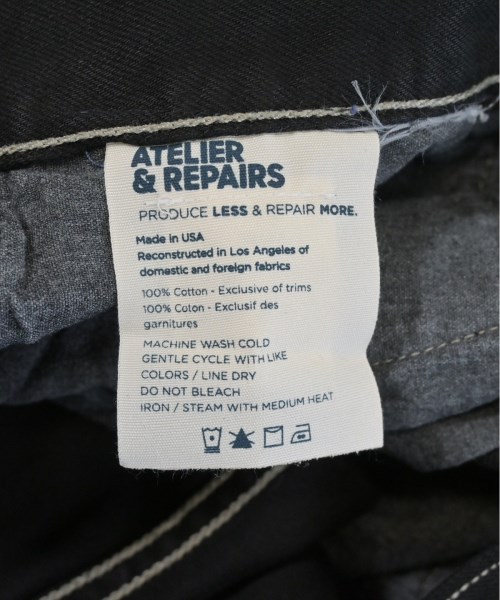 ATELIER
& REPAIRS
PRODUCE LESS & REPAIR MORE.
Made in USA
Reconstructed in Los Angeles of
domestic and foreign fabrics
100% Cotton - Exclusive of trims
100% Coton - Exclusif des
garnitures
MACHINE WASH COLD
GENTLE CYCLE WITH LIKE
COLORS / LINE DRY
DO NOT BLEACH
IRON / STEAM WITH MEDIUM HEAT